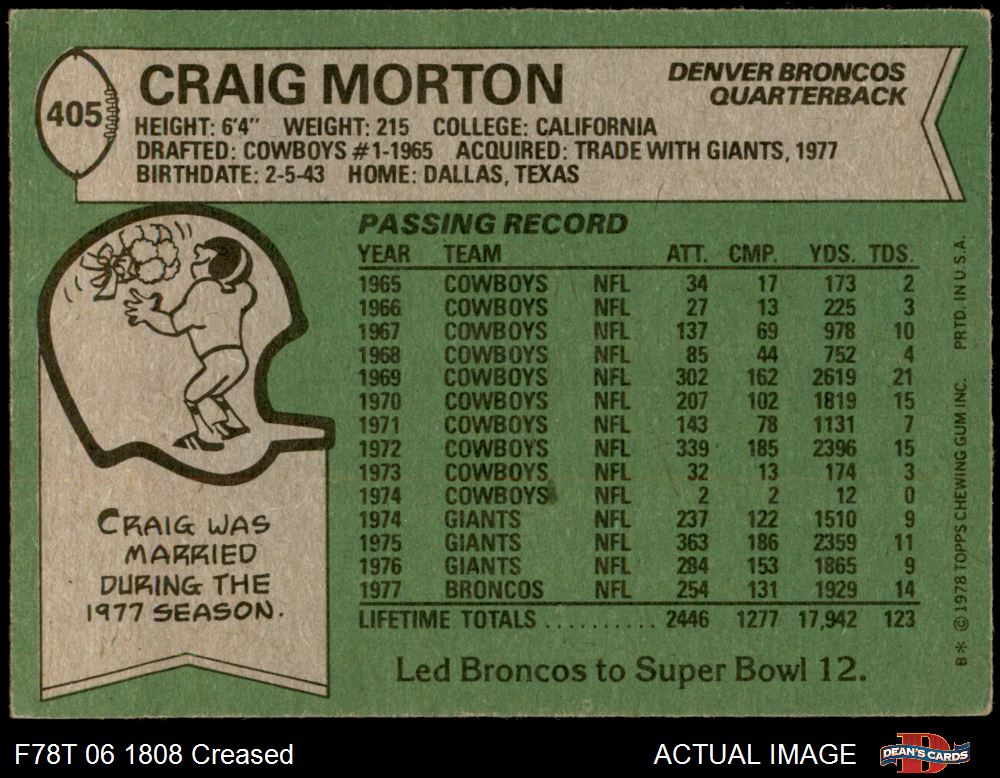 405
CRAIG MORTON
DENVER BRONCOS
QUARTERBACK
HEIGHT: 6'4" WEIGHT: 215 COLLEGE: CALIFORNIA
DRAFTED: COWBOYS #1-1965 ACQUIRED: TRADE WITH GIANTS, 1977
BIRTHDATE: 2-5-43 HOME: DALLAS, TEXAS
PASSING RECORD
YEAR TEAM ATT. CMP. YDS. TDS.
1965 COWBOYS NFL 34 17 173 2
1966 COWBOYS NFL 27 13 225 3
1967 COWBOYS NFL 137 69 978 10
1968 COWBOYS NFL 85 44 752 4
1969 COWBOYS NFL 302 162 2619 21
1970 COWBOYS NFL 207 102 1819 15
1971 COWBOYS NFL 143 78 1131 7
1972 COWBOYS NFL 339 185 2396 15
1973 COWBOYS NFL 32 13 174 3
1974 COWBOYS NFL 2 2 12 0
1974 GIANTS NFL 237 122 1510 9
1975 GIANTS NFL 363 186 2359 11
1976 GIANTS NFL 284 153 1865 9
1977 BRONCOS NFL 254 131 1929 14
LIFETIME TOTALS .......... 2446 1277 17,942 123
Led Broncos to Super Bowl 12.
CRAIG WAS
MARRIED
DURING THE
1977 SEASON.
B* ©1978 TOPPS CHEWING GUM INC. PRTD. IN U.S.A.
F78T 06 1808 Creased
ACTUAL IMAGE
DEAN'S CARDS